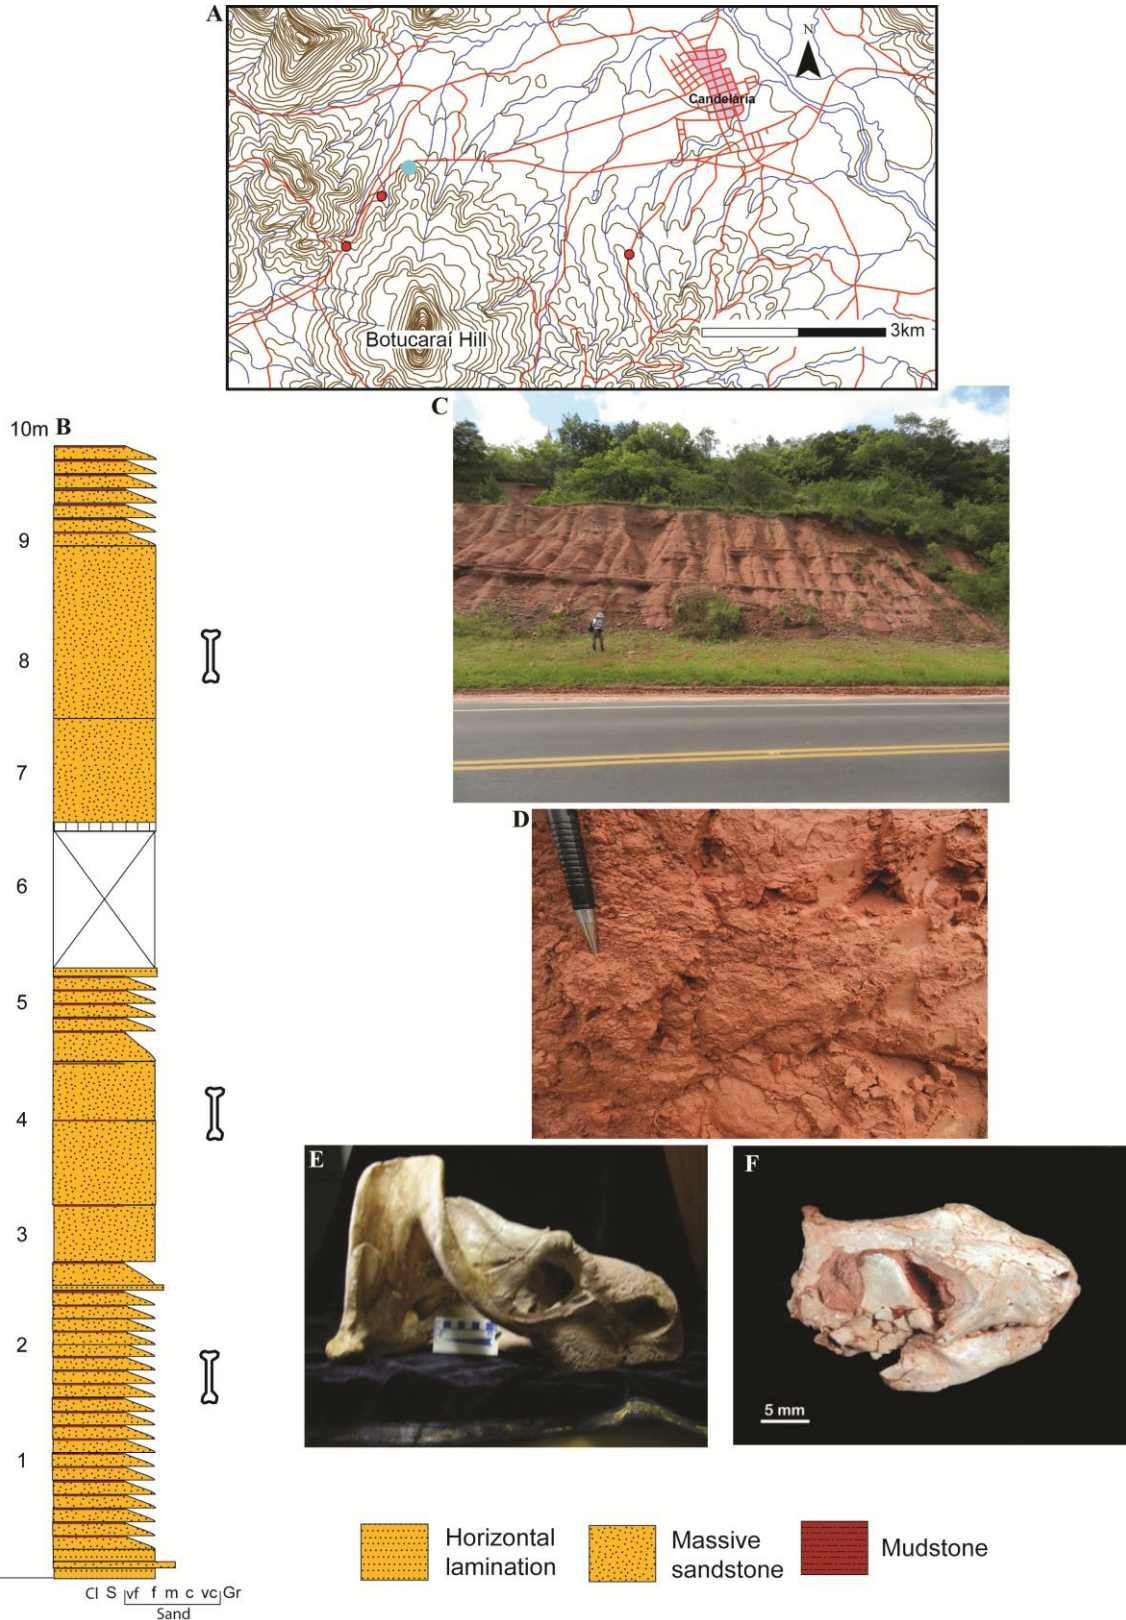 A
N
Candelária
Botucaraí Hill
3km
B
10m
9
8
7
6
5
4
3
2
1
Cl S vf f m c vc Gr
Sand
C
D
E
F
5 mm
Horizontal
lamination
Massive
sandstone
Mudstone